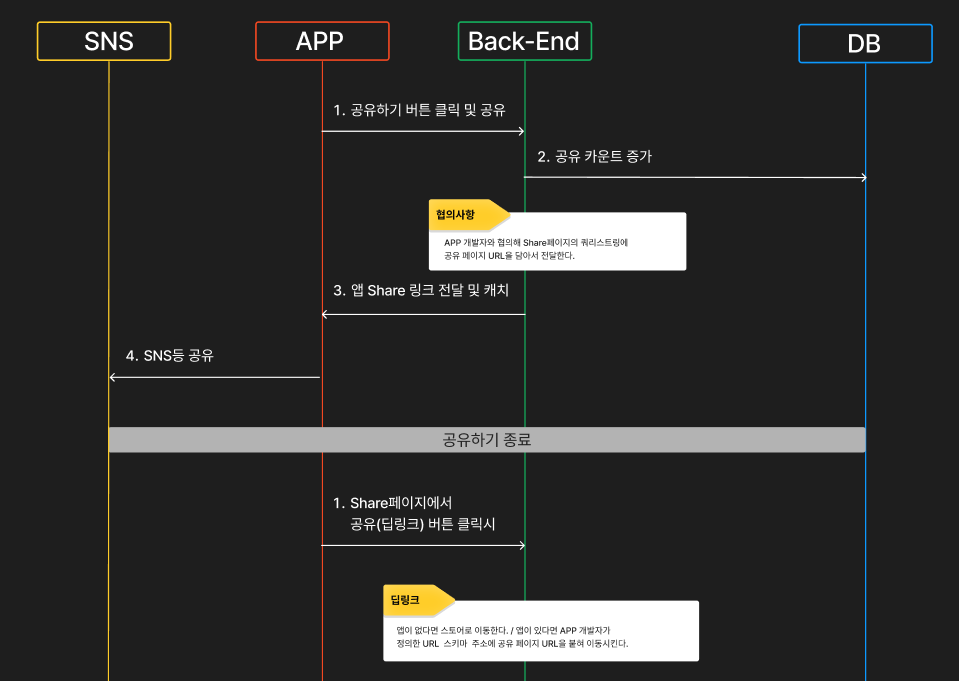 SNS
APP
Back-End
DB
1. 공유하기 버튼 클릭 및 공유
2. 공유 카운트 증가
협의사항
APP 개발자와 협의해 Share페이지의 쿼리스트링에
공유 페이지 URL을 담아서 전달한다.
3. 앱 Share 링크 전달 및 캐치
4. SNS등 공유
공유하기 종료
1. Share페이지에서
공유(딥링크) 버튼 클릭시
딥링크
앱이 없다면 스토어로 이동한다. / 앱이 있다면 APP 개발자가
정의한 URL 스키마 주소에 공유 페이지 URL을 붙혀 이동시킨다.